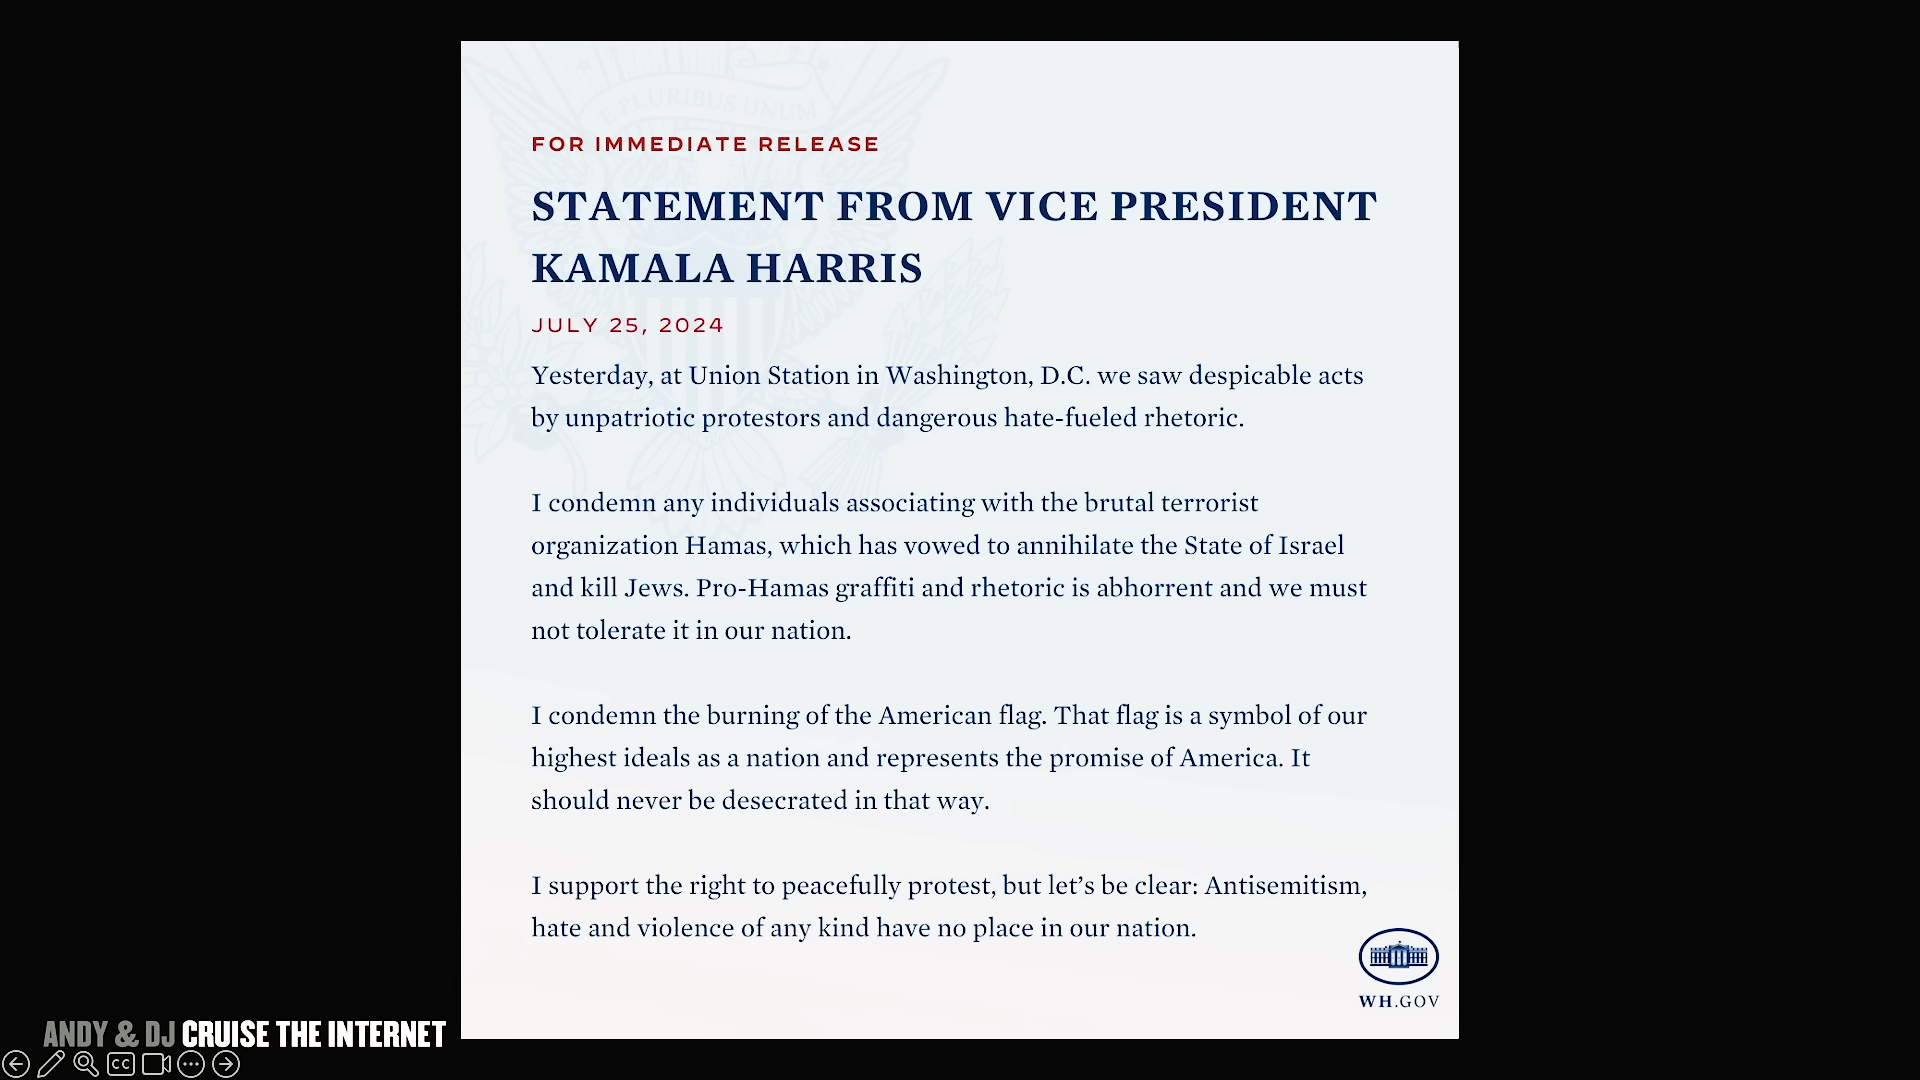 E PLURIBUS UNUM
FOR IMMEDIATE RELEASE
STATEMENT FROM VICE PRESIDENT
KAMALA HARRIS
JULY 25, 2024
Yesterday, at Union Station in Washington, D.C. we saw despicable acts
by unpatriotic protestors and dangerous hate-fueled rhetoric.
I condemn any individuals associating with the brutal terrorist
organization Hamas, which has vowed to annihilate the State of Israel
and kill Jews. Pro-Hamas graffiti and rhetoric is abhorrent and we must
not tolerate it in our nation.
I condemn the burning of the American flag. That flag is a symbol of our
highest ideals as a nation and represents the promise of America. It
should never be desecrated in that way.
I support the right to peacefully protest, but let’s be clear: Antisemitism,
hate and violence of any kind have no place in our nation.
WH.GOV
ANDY & DJ CRUISE THE INTERNET
CC